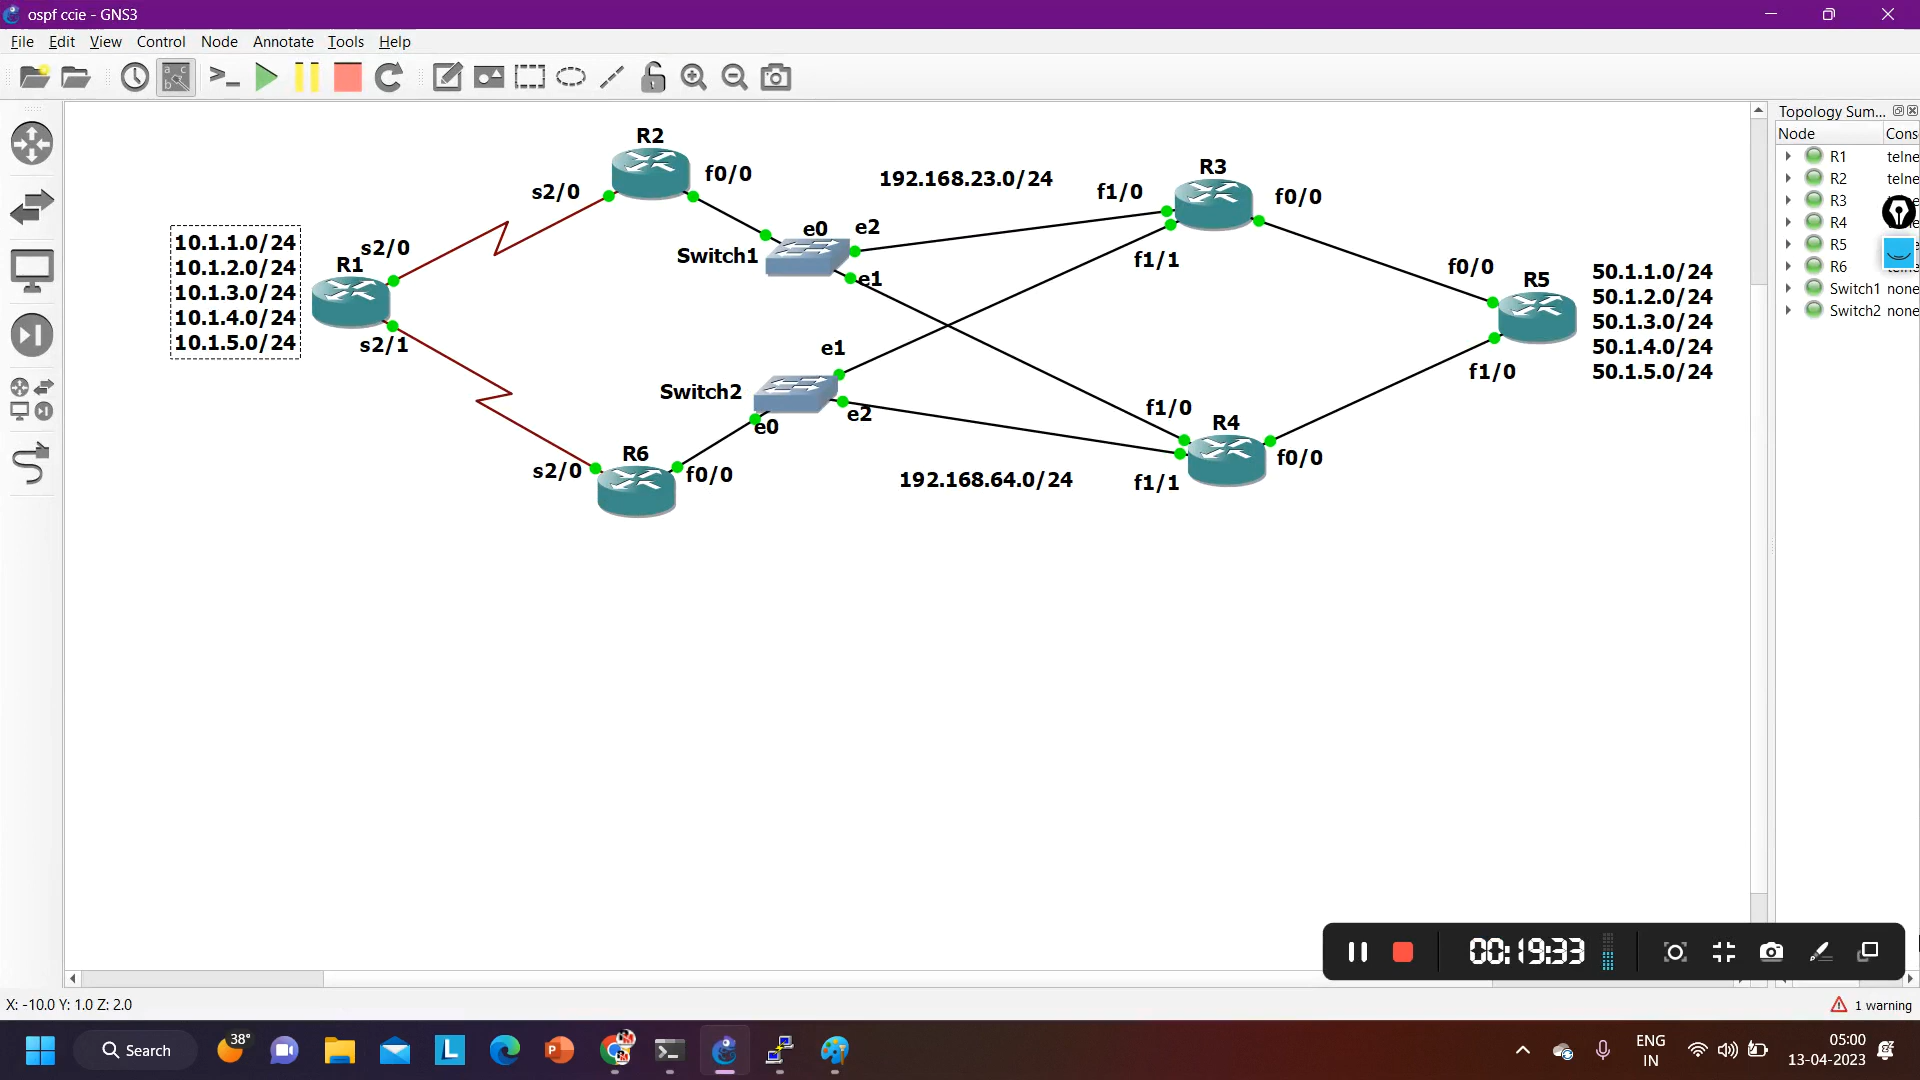 ospf ccie - GNS3
File Edit View Control Node Annotate Tools Help
Topology Sum...
Node Cons
R1 telne
R2 telne
R3
R4
R5
R6 telne
Switch1 none
Switch2 none
R2
s2/0
f0/0
192.168.23.0/24
R3
f1/0
f0/0
e0
e2
Switch1
e1
f1/1
10.1.1.0/24
10.1.2.0/24
10.1.3.0/24
10.1.4.0/24
10.1.5.0/24
s2/0
R1
s2/1
f0/0
R5
50.1.1.0/24
50.1.2.0/24
50.1.3.0/24
50.1.4.0/24
50.1.5.0/24
f1/0
e1
Switch2
e2
e0
f1/0
R4
f0/0
R6
s2/0
f0/0
192.168.64.0/24
f1/1
00:19:33
X: -10.0 Y: 1.0 Z: 2.0
1 warning
38°
Search
ENG
IN
05:00
13-04-2023